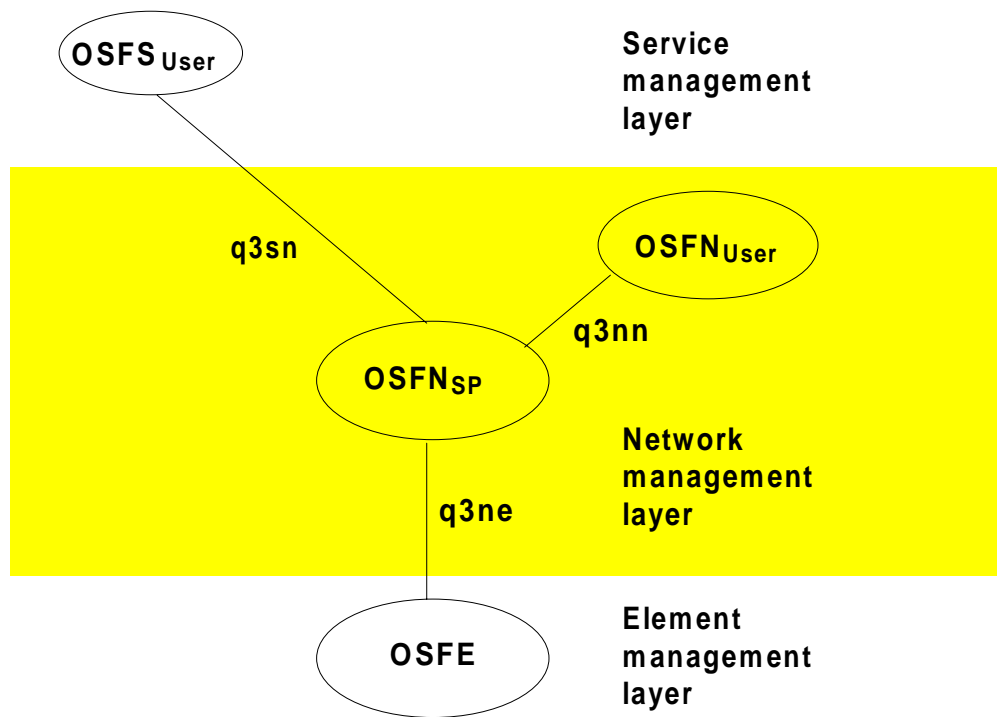 OSFS User
Service
management
layer
OSFN User
q3sn
q3nn
OSFN SP
Network
management
layer
q3ne
OSFE
Element
management
layer